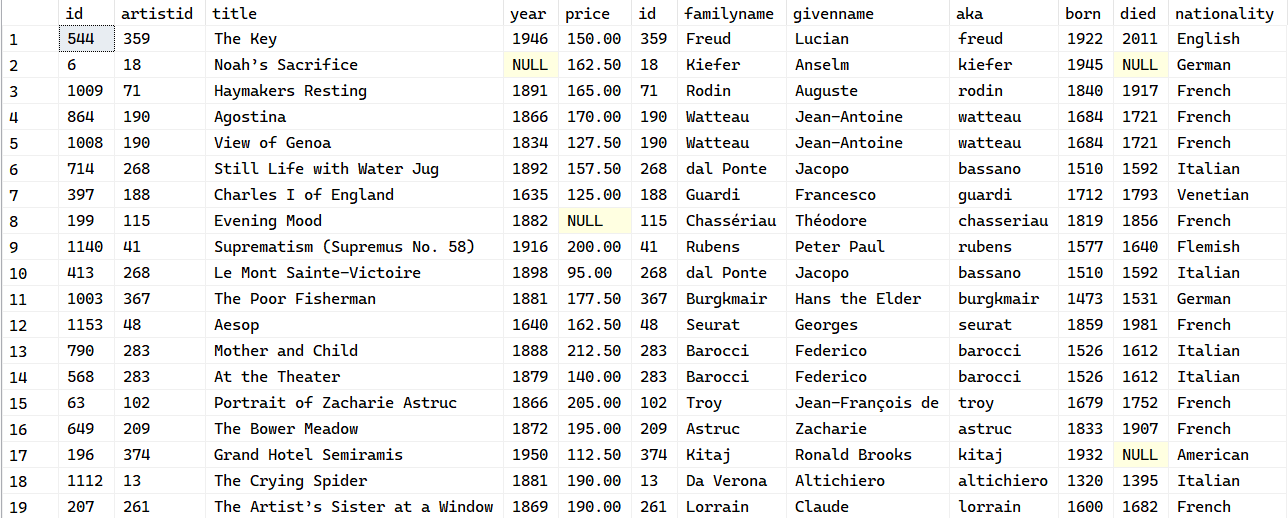 id artistid title year price id familyname givenname aka born died nationality
1 544 359 The Key 1946 150.00 359 Freud Lucian freud 1922 2011 English
2 6 18 Noah’s Sacrifice NULL 162.50 18 Kiefer Anselm kiefer 1945 NULL German
3 1009 71 Haymakers Resting 1891 165.00 71 Rodin Auguste rodin 1840 1917 French
4 864 190 Agostina 1866 170.00 190 Watteau Jean-Antoine watteau 1684 1721 French
5 1008 190 View of Genoa 1834 127.50 190 Watteau Jean-Antoine watteau 1684 1721 French
6 714 268 Still Life with Water Jug 1892 157.50 268 dal Ponte Jacopo bassano 1510 1592 Italian
7 397 188 Charles I of England 1635 125.00 188 Guardi Francesco guardi 1712 1793 Venetian
8 199 115 Evening Mood 1882 NULL 115 Chassériau Théodore chasseriau 1819 1856 French
9 1140 41 Suprematism (Supremus No. 58) 1916 200.00 41 Rubens Peter Paul rubens 1577 1640 Flemish
10 413 268 Le Mont Sainte-Victoire 1898 95.00 268 dal Ponte Jacopo bassano 1510 1592 Italian
11 1003 367 The Poor Fisherman 1881 177.50 367 Burgkmair Hans the Elder burgkmair 1473 1531 German
12 1153 48 Aesop 1640 162.50 48 Seurat Georges seurat 1859 1981 French
13 790 283 Mother and Child 1888 212.50 283 Barocci Federico barocci 1526 1612 Italian
14 568 283 At the Theater 1879 140.00 283 Barocci Federico barocci 1526 1612 Italian
15 63 102 Portrait of Zacharie Astruc 1866 205.00 102 Troy Jean-François de troy 1679 1752 French
16 649 209 The Bower Meadow 1872 195.00 209 Astruc Zacharie astruc 1833 1907 French
17 196 374 Grand Hotel Semiramis 1950 112.50 374 Kitaj Ronald Brooks kitaj 1932 NULL American
18 1112 13 The Crying Spider 1881 190.00 13 Da Verona Altichiero altichiero 1320 1395 Italian
19 207 261 The Artist’s Sister at a Window 1869 190.00 261 Lorrain Claude lorrain 1600 1682 French